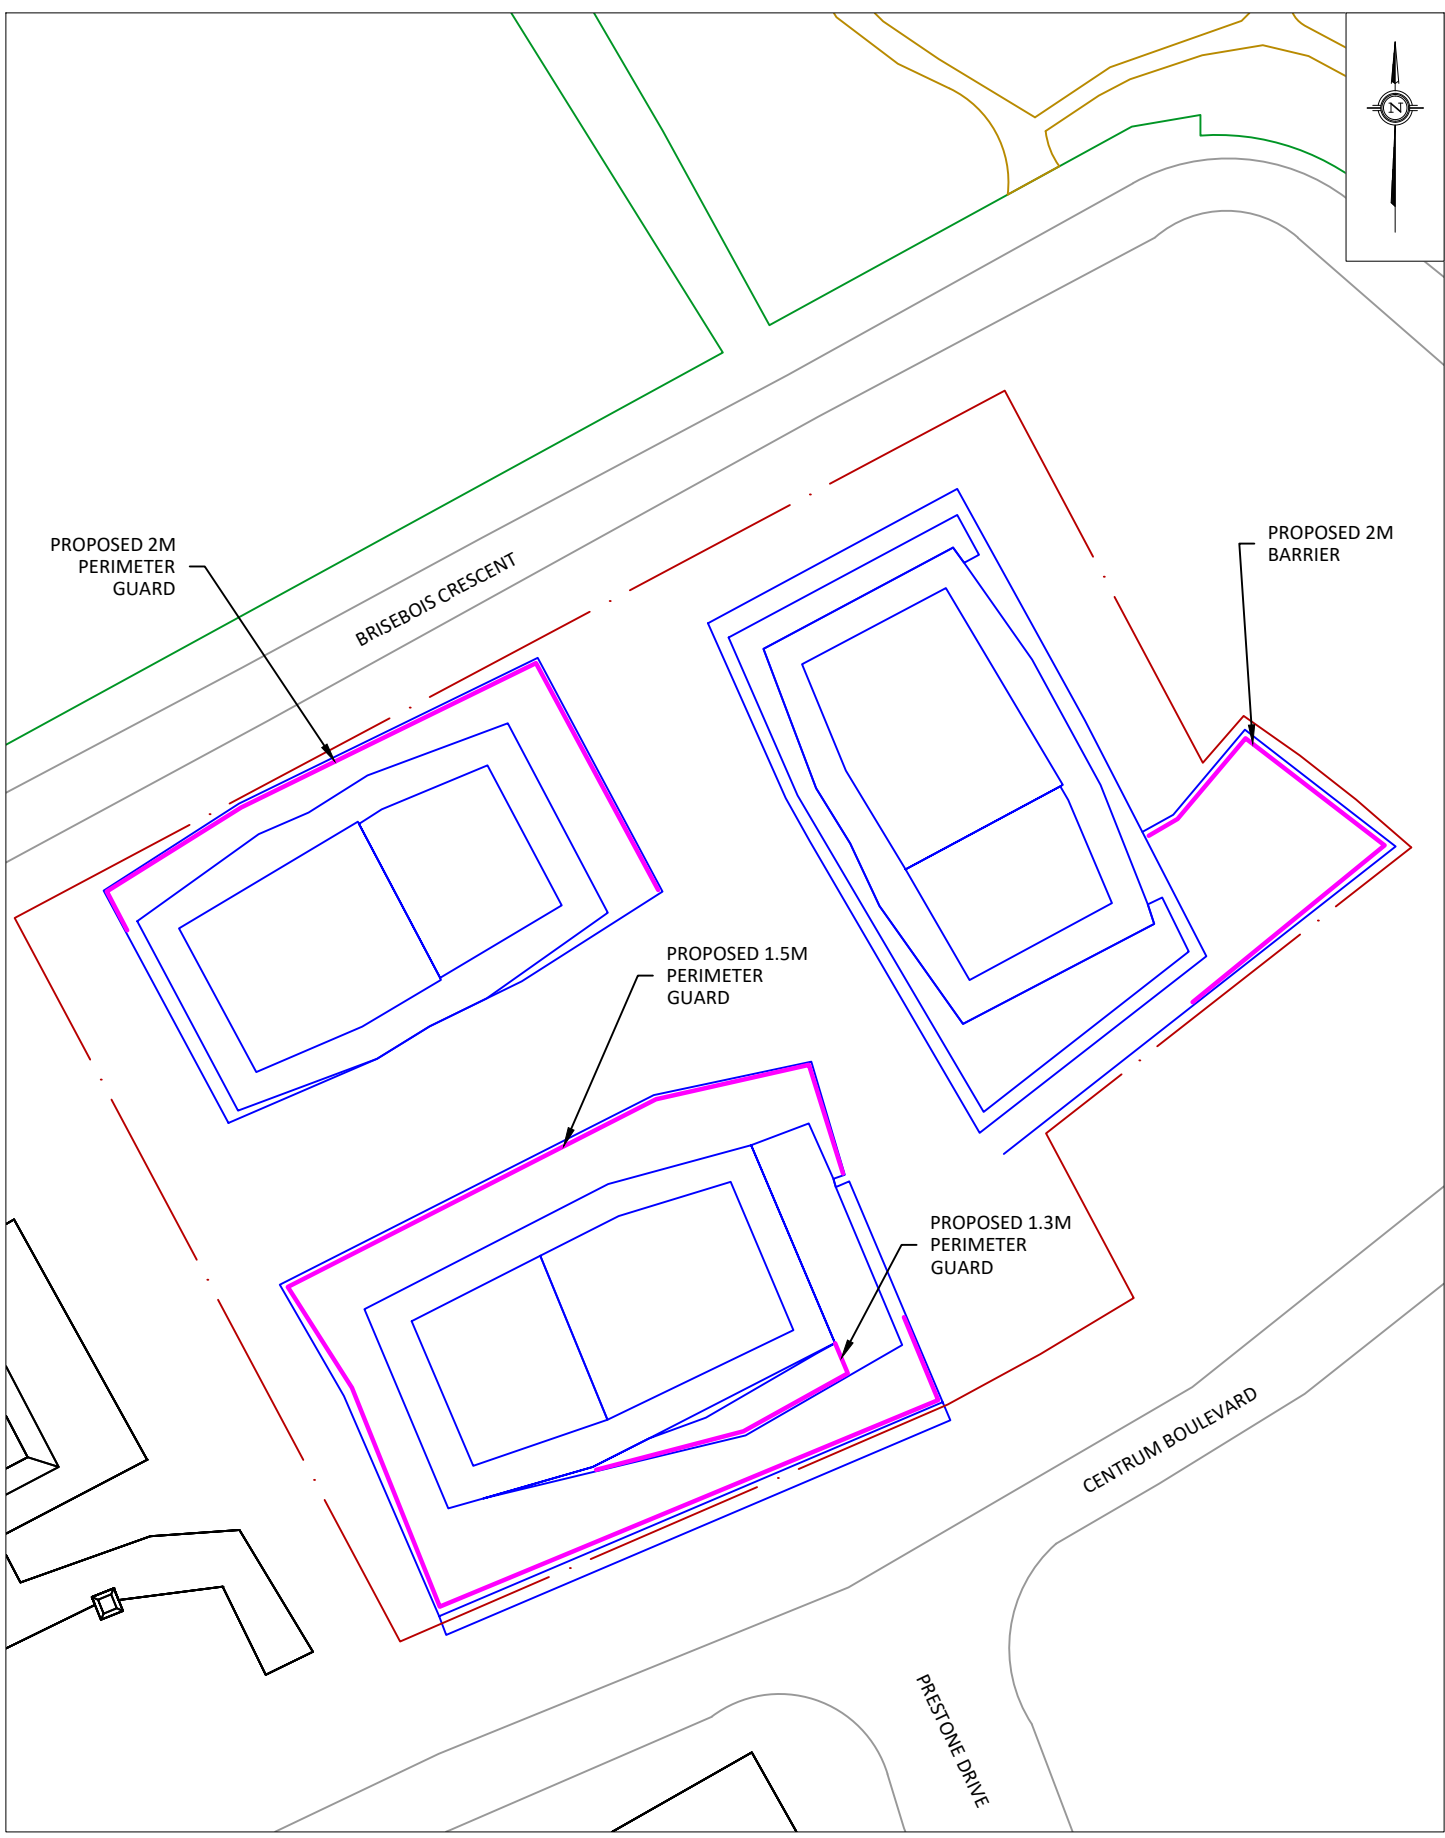 N
PROPOSED 2M
BARRIER
PROPOSED 2M
PERIMETER
GUARD
BRISEBOIS CRESCENT
PROPOSED 1.5M
PERIMETER
GUARD
PROPOSED 1.3M
PERIMETER
GUARD
CENTRUM BOULEVARD
PRESTONE DRIVE